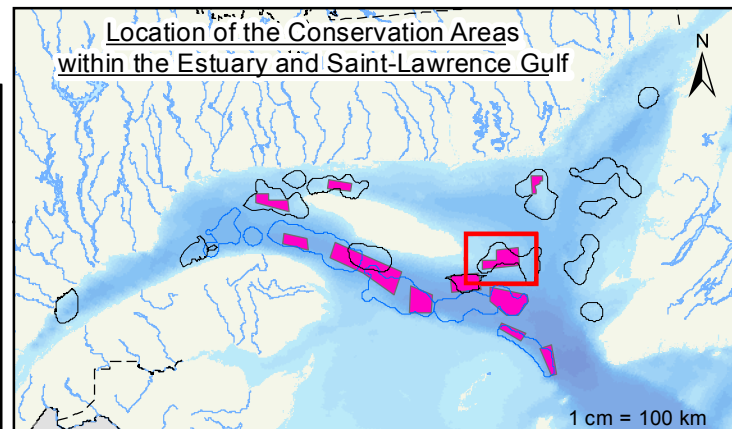 Location of the Conservation Areas
within the Estuary and Saint-Lawrence Gulf
N
1 cm = 100 km